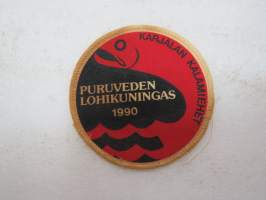 KARJALAN KALAMIEHET
PURUVEDEN
LOHIKUNINGAS
1990